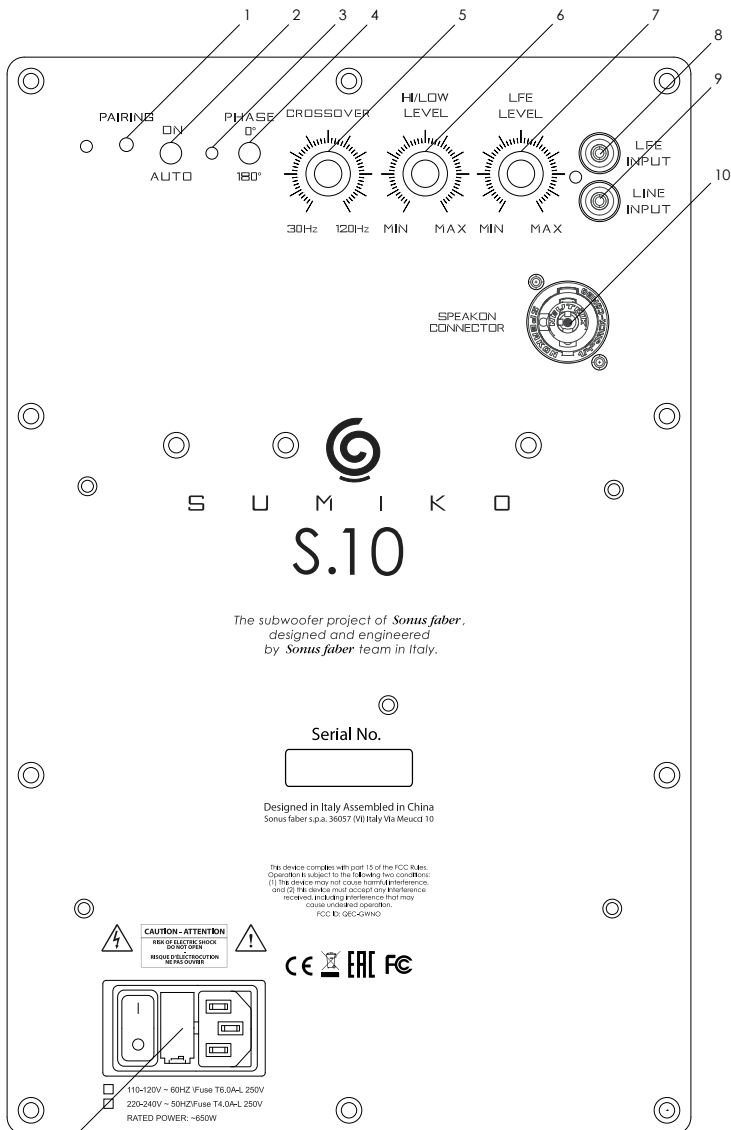 1 2 3 4 5 6 7 8 9 10
PAIRING
ON
AUTO
PHASE
0°
180°
CROSSOVER
30Hz 120Hz
HI/LOW
LEVEL
MIN MAX
LFE
LEVEL
MIN MAX
LFE
INPUT
LINE
INPUT
SPEAKON
CONNECTOR
NEUTRIK
SUMIKO
S.10
The subwoofer project of Sonus faber,
designed and engineered
by Sonus faber team in Italy.
Serial No.
Designed in Italy Assembled in China
Sonus faber s.p.a. 36057 (VI) Italy Via Meucci 10
This device complies with part 15 of the FCC Rules.
Operation is subject to the following two conditions:
(1) This device may not cause harmful interference,
and (2) this device must accept any interference
received, including interference that may
cause undesired operation.
FCC ID: QEC-GWNO
CAUTION - ATTENTION
RISK OF ELECTRIC SHOCK
DO NOT OPEN
-
RISQUE D'ÉLECTROCUTION
NE PAS OUVRIR
CE EAC FC
110-120V ~ 60HZ \Fuse T6.0A-L 250V
220-240V ~ 50HZ\Fuse T4.0A-L 250V
RATED POWER: ~650W